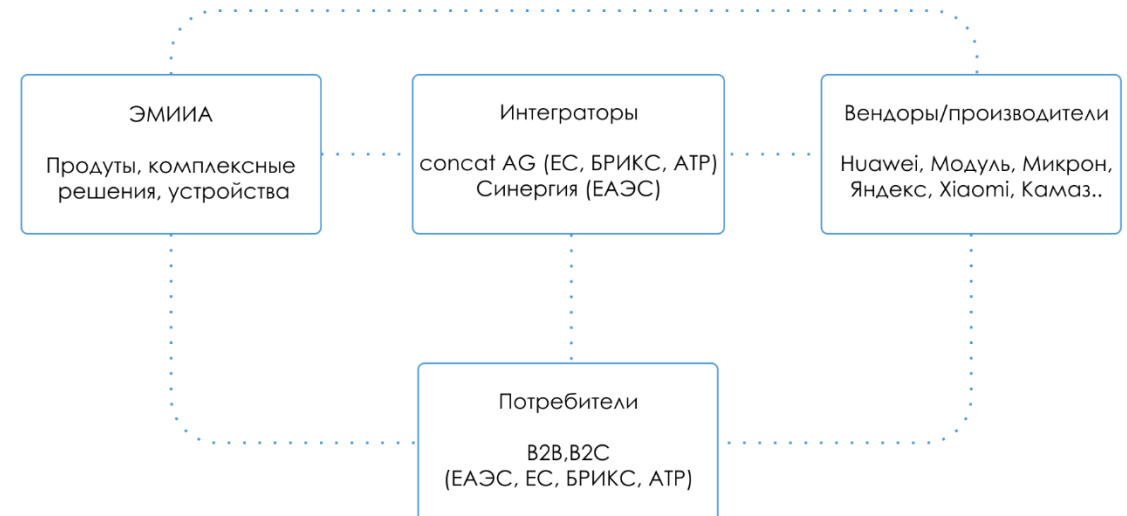 ЭМИИА
Продуты, комплексные
решения, устройства
Интеграторы
concat AG (ЕС, БРИКС, АТР)
Синергия (ЕАЭС)
Вендоры/производители
Huawei, Модуль, Микрон,
Яндекс, Xiaomi, Камаз..
Потребители
B2B,B2C
(ЕАЭС, ЕС, БРИКС, АТР)